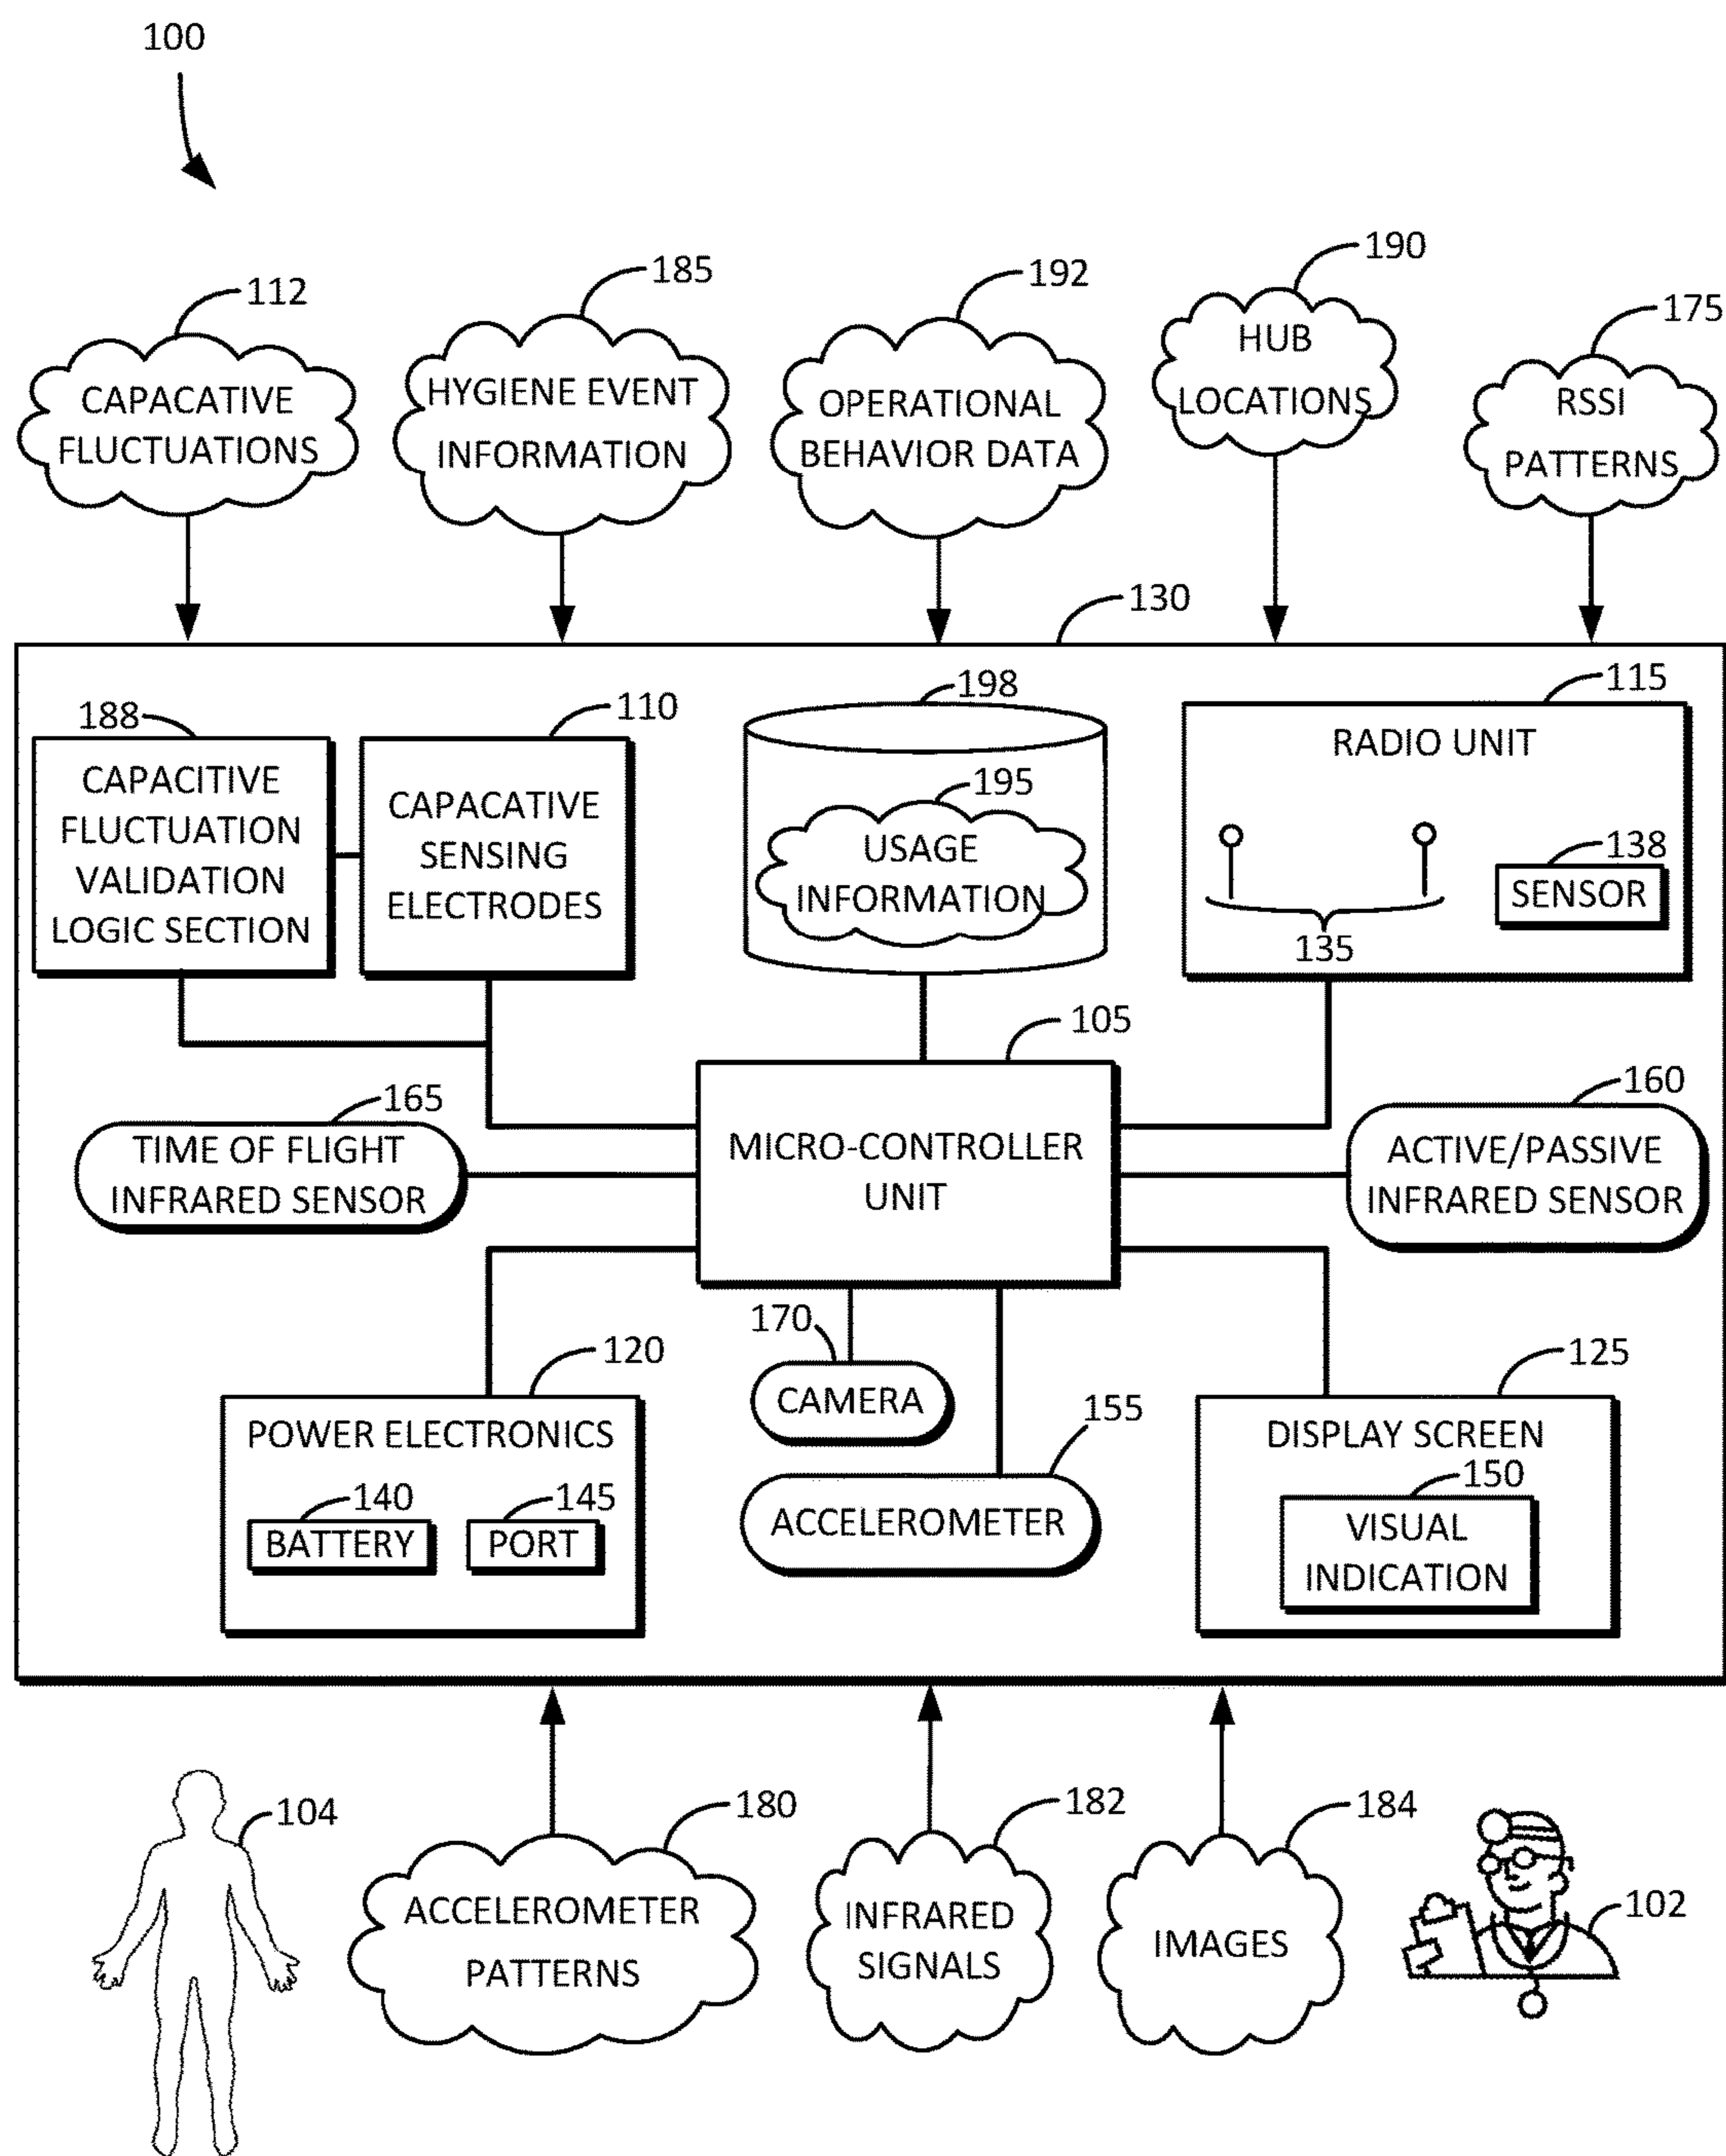 100
112
185
192
190
175
CAPACATIVE
FLUCTUATIONS
HYGIENE EVENT
INFORMATION
OPERATIONAL
BEHAVIOR DATA
HUB
LOCATIONS
RSSI
PATTERNS
130
188
110
198
115
CAPACITIVE
FLUCTUATION
VALIDATION
LOGIC SECTION
CAPACATIVE
SENSING
ELECTRODES
195
USAGE
INFORMATION
RADIO UNIT
138
SENSOR
135
105
165
160
TIME OF FLIGHT
INFRARED SENSOR
MICRO-CONTROLLER
UNIT
ACTIVE/PASSIVE
INFRARED SENSOR
120
170
125
POWER ELECTRONICS
140
145
BATTERY
PORT
CAMERA
155
ACCELEROMETER
DISPLAY SCREEN
150
VISUAL
INDICATION
104
180
182
184
102
ACCELEROMETER
PATTERNS
INFRARED
SIGNALS
IMAGES